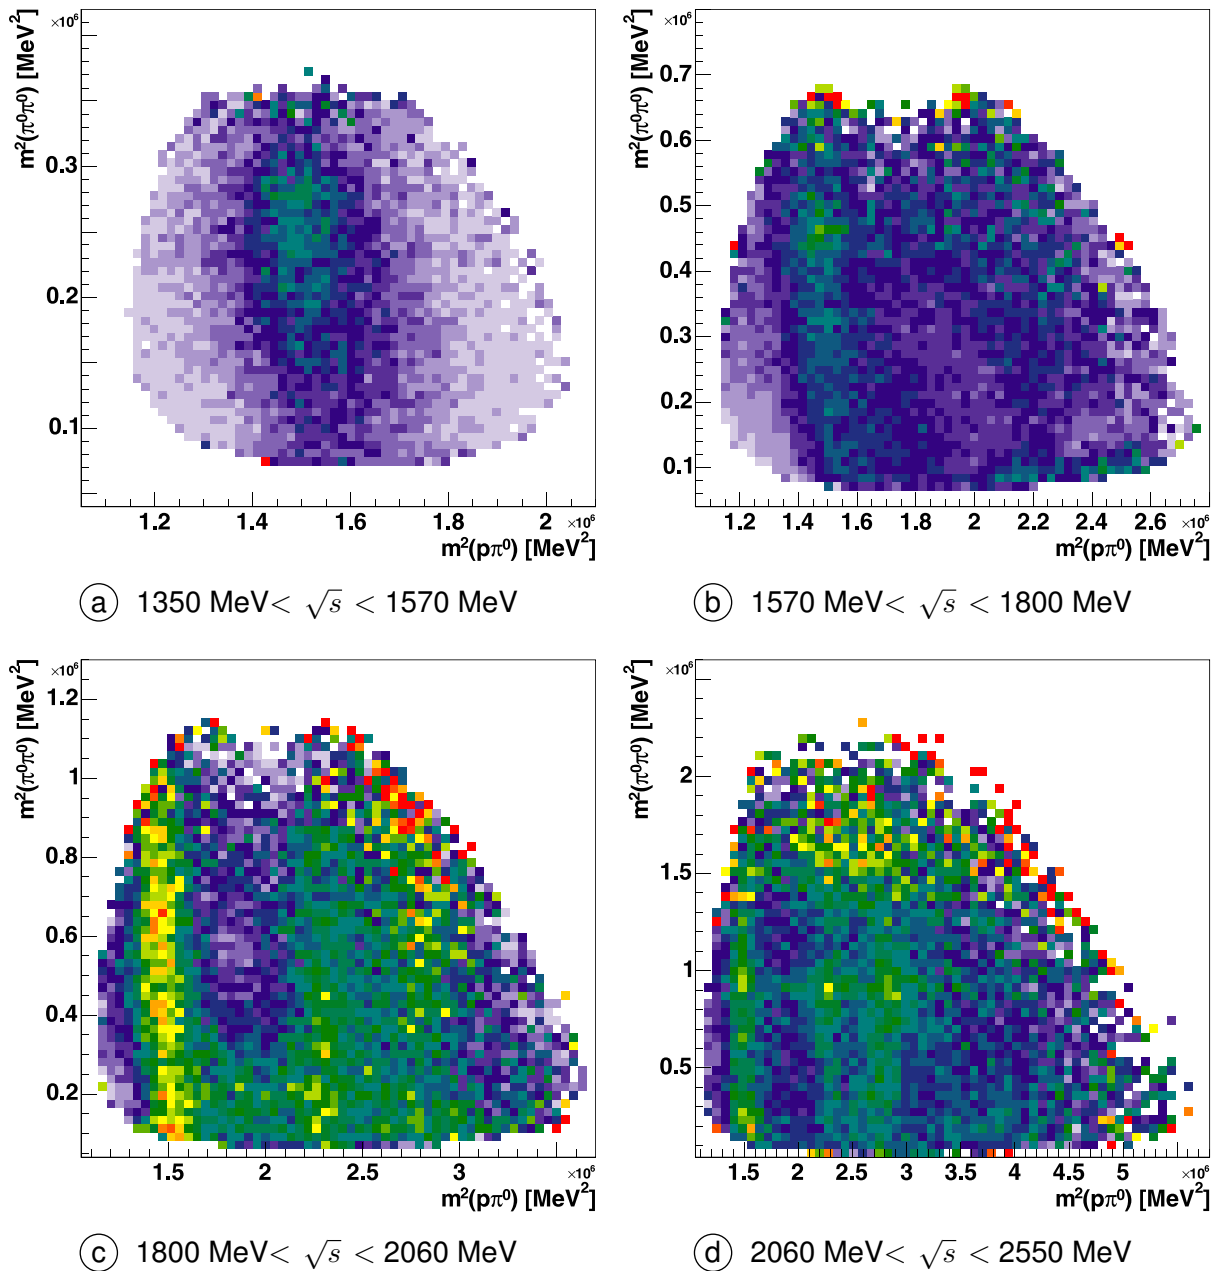 m²(π⁰π⁰) [MeV²]
×10⁶
0.3
0.2
0.1
1.2 1.4 1.6 1.8 2 ×10⁶
m²(pπ⁰) [MeV²]
a 1350 MeV< √s < 1570 MeV
m²(π⁰π⁰) [MeV²]
×10⁶
0.7
0.6
0.5
0.4
0.3
0.2
0.1
1.2 1.4 1.6 1.8 2 2.2 2.4 2.6 ×10⁶
m²(pπ⁰) [MeV²]
b 1570 MeV< √s < 1800 MeV
m²(π⁰π⁰) [MeV²]
×10⁶
1.2
1
0.8
0.6
0.4
0.2
1.5 2 2.5 3 ×10⁶
m²(pπ⁰) [MeV²]
c 1800 MeV< √s < 2060 MeV
m²(π⁰π⁰) [MeV²]
×10⁶
2
1.5
1
0.5
1.5 2 2.5 3 3.5 4 4.5 5 ×10⁶
m²(pπ⁰) [MeV²]
d 2060 MeV< √s < 2550 MeV